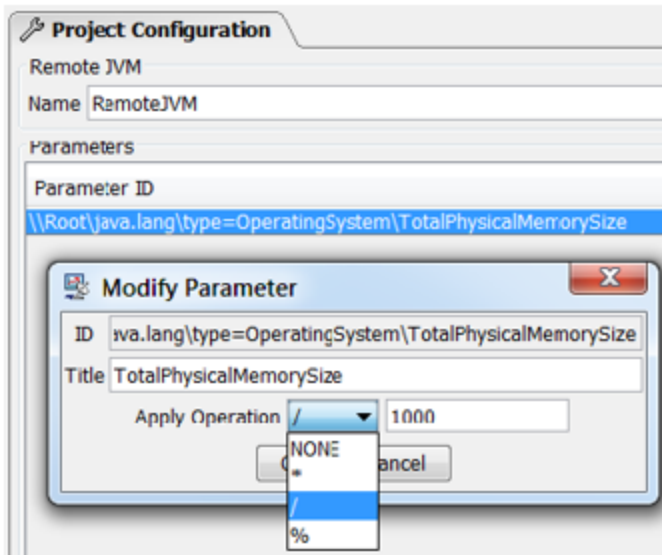 Project Configuration
Remote JVM
Name RemoteJVM
Parameters
Parameter ID
\\Root\java.lang\type=OperatingSystem\TotalPhysicalMemorySize
Modify Parameter
ID ava.lang\type=OperatingSystem\TotalPhysicalMemorySize
Title TotalPhysicalMemorySize
Apply Operation / 1000
NONE
ancel
*
/
%